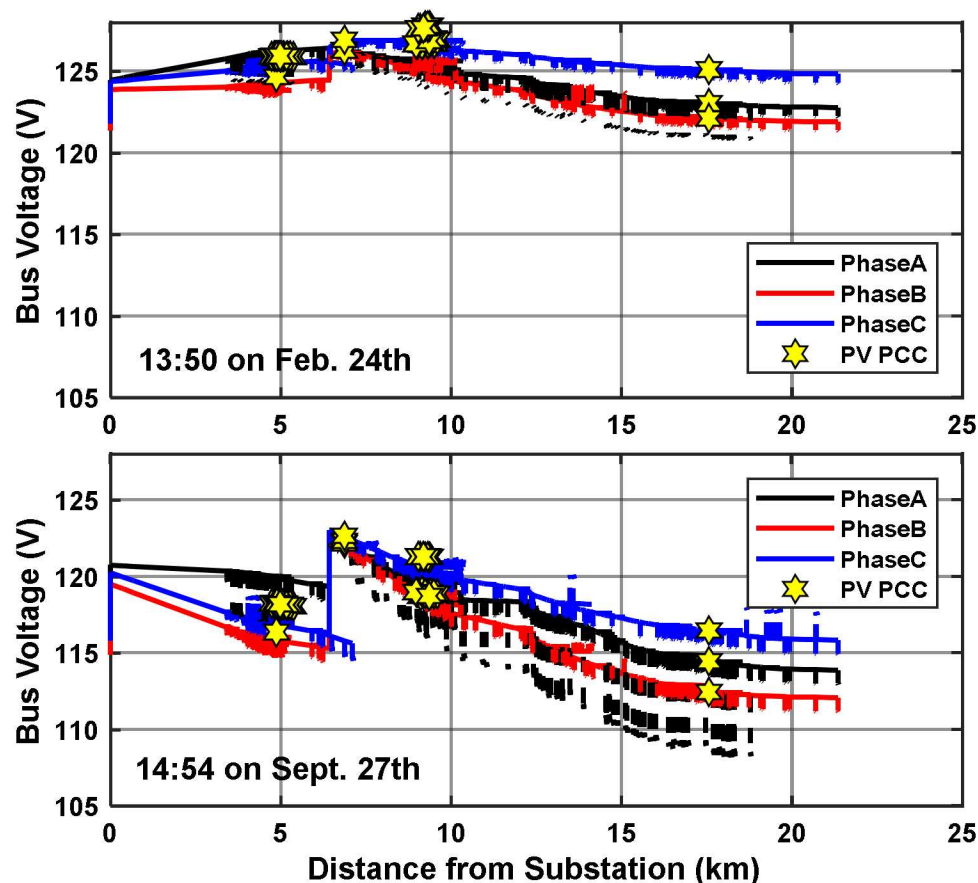 Bus Voltage (V)
125
120
115
110
105
PhaseA
PhaseB
PhaseC
PV PCC
13:50 on Feb. 24th
0 5 10 15 20 25
Bus Voltage (V)
125
120
115
110
105
PhaseA
PhaseB
PhaseC
PV PCC
14:54 on Sept. 27th
0 5 10 15 20 25
Distance from Substation (km)